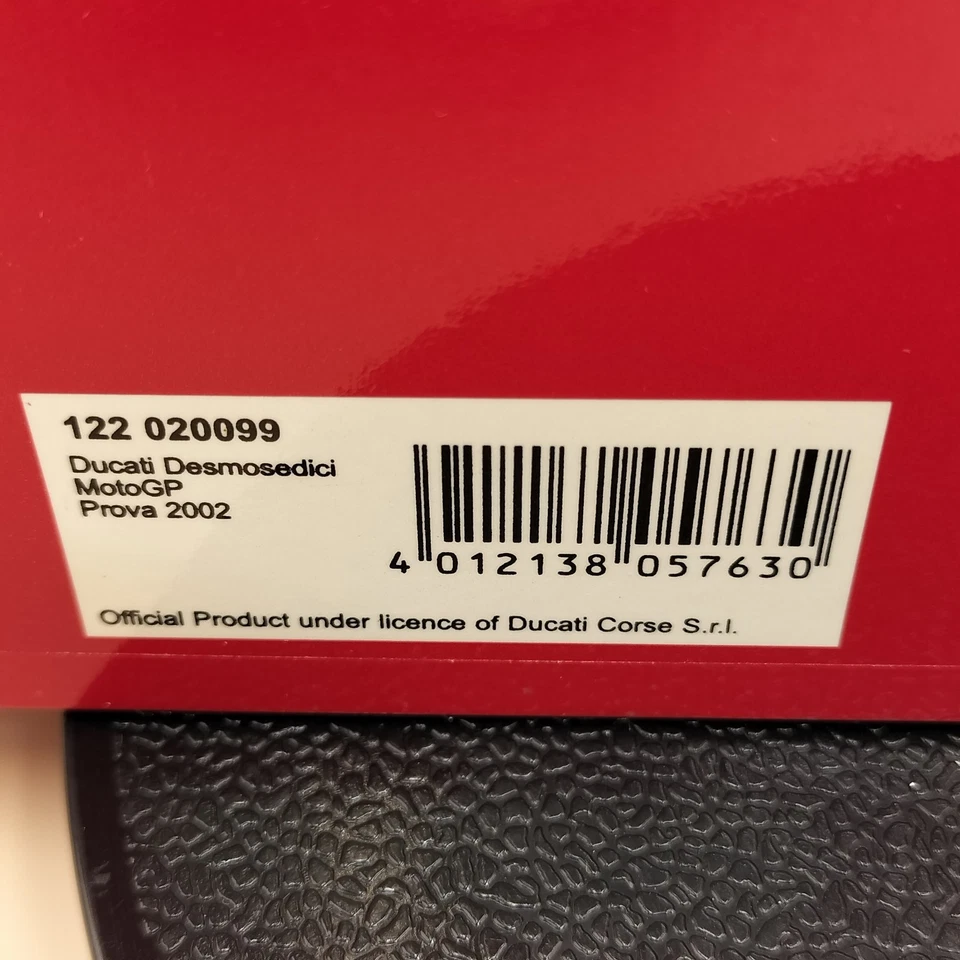 122 020099
Ducati Desmosedici
MotoGP
Prova 2002
4 012138 057630
Official Product under licence of Ducati Corse S.r.l.